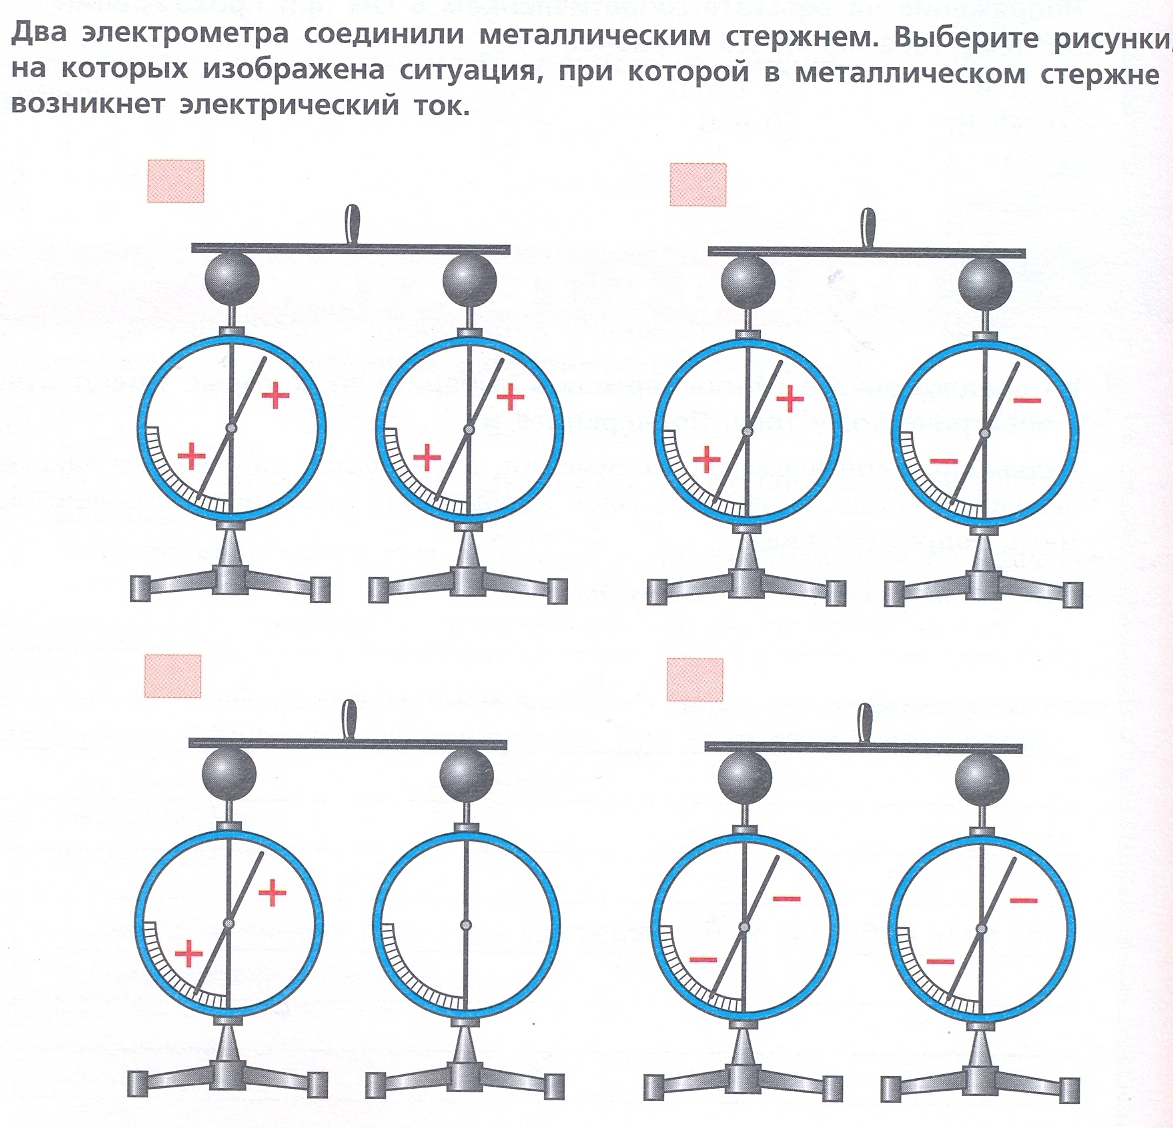 Два электрометра соединили металлическим стержнем. Выберите рисунки,
на которых изображена ситуация, при которой в металлическом стержне
возникнет электрический ток.
+ + + −
+ + + −
+ − −
+ − −